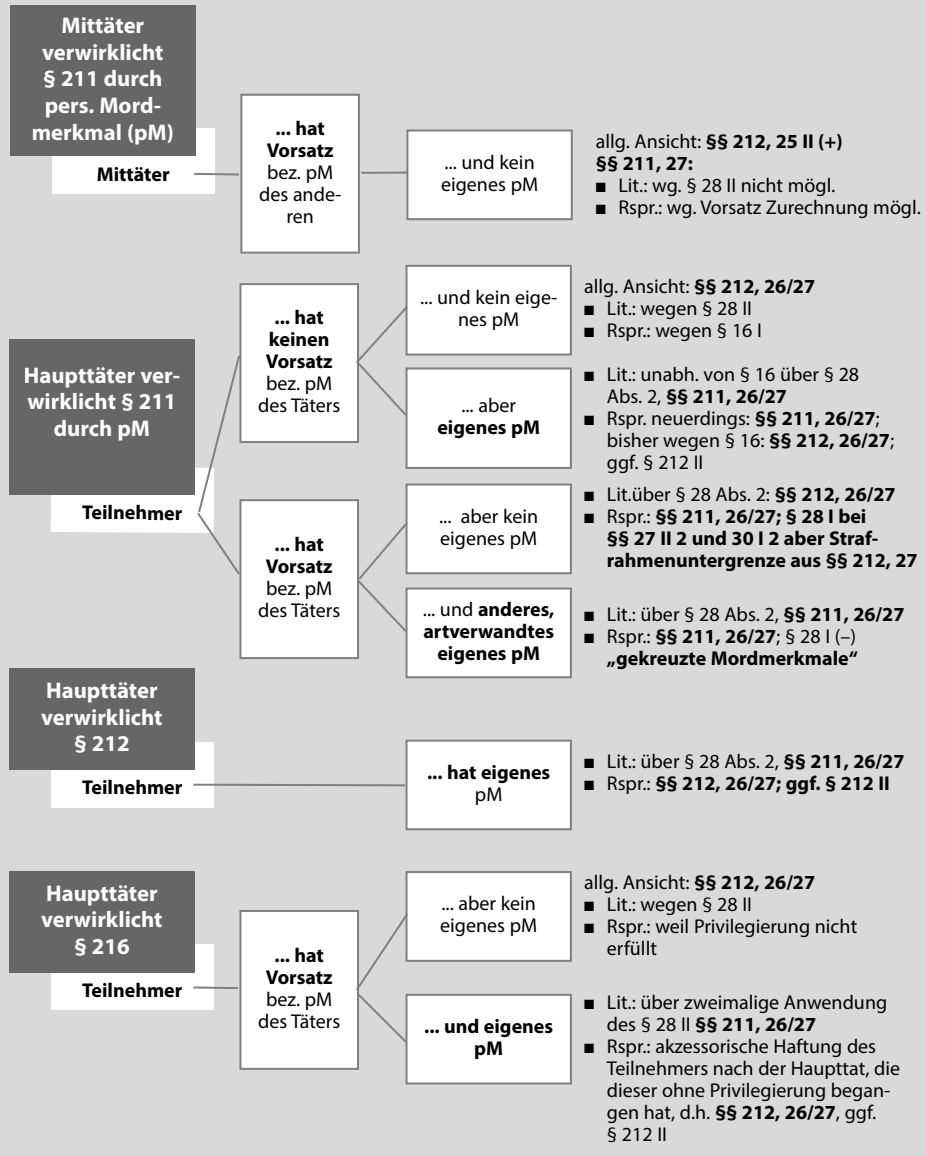 Mittäter
verwirklicht
§ 211 durch
pers. Mord-
merkmal (pM)
Mittäter
... hat
Vorsatz
bez. pM
des ande-
ren
... und kein
eigenes pM
allg. Ansicht: §§ 212, 25 II (+)
§§ 211, 27:
■ Lit.: wg. § 28 II nicht mögl.
■ Rspr.: wg. Vorsatz Zurechnung mögl.
Haupttäter ver-
wirklicht § 211
durch pM
Teilnehmer
... hat
keinen
Vorsatz
bez. pM
des Täters
... und kein eige-
nes pM
allg. Ansicht: §§ 212, 26/27
■ Lit.: wegen § 28 II
■ Rspr.: wegen § 16 I
... aber
eigenes pM
■ Lit.: unabh. von § 16 über § 28
Abs. 2, §§ 211, 26/27
■ Rspr. neuerdings: §§ 211, 26/27;
bisher wegen § 16: §§ 212, 26/27;
ggf. § 212 II
... hat
Vorsatz
bez. pM
des Täters
... aber kein
eigenes pM
■ Lit.über § 28 Abs. 2: §§ 212, 26/27
■ Rspr.: §§ 211, 26/27; § 28 I bei
§§ 27 II 2 und 30 I 2 aber Straf-
rahmenuntergrenze aus §§ 212, 27
... und anderes,
artverwandtes
eigenes pM
■ Lit.: über § 28 Abs. 2, §§ 211, 26/27
■ Rspr.: §§ 211, 26/27; § 28 I (–)
„gekreuzte Mordmerkmale“
Haupttäter
verwirklicht
§ 212
Teilnehmer
... hat eigenes
pM
■ Lit.: über § 28 Abs. 2, §§ 211, 26/27
■ Rspr.: §§ 212, 26/27; ggf. § 212 II
Haupttäter
verwirklicht
§ 216
Teilnehmer
... hat
Vorsatz
bez. pM
des Täters
... aber kein
eigenes pM
allg. Ansicht: §§ 212, 26/27
■ Lit.: wegen § 28 II
■ Rspr.: weil Privilegierung nicht
erfüllt
... und eigenes
pM
■ Lit.: über zweimalige Anwendung
des § 28 II §§ 211, 26/27
■ Rspr.: akzessorische Haftung des
Teilnehmers nach der Haupttat, die
dieser ohne Privilegierung began-
gen hat, d.h. §§ 212, 26/27, ggf.
§ 212 II